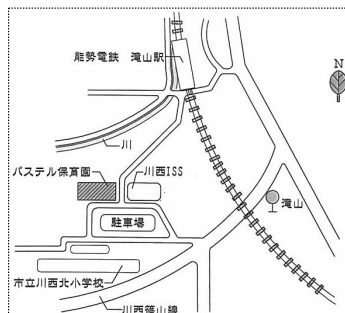 能勢電鉄 滝山駅
N
川
パステル保育園
川西ISS
滝山
駐車場
市立川西北小学校
川西篠山線